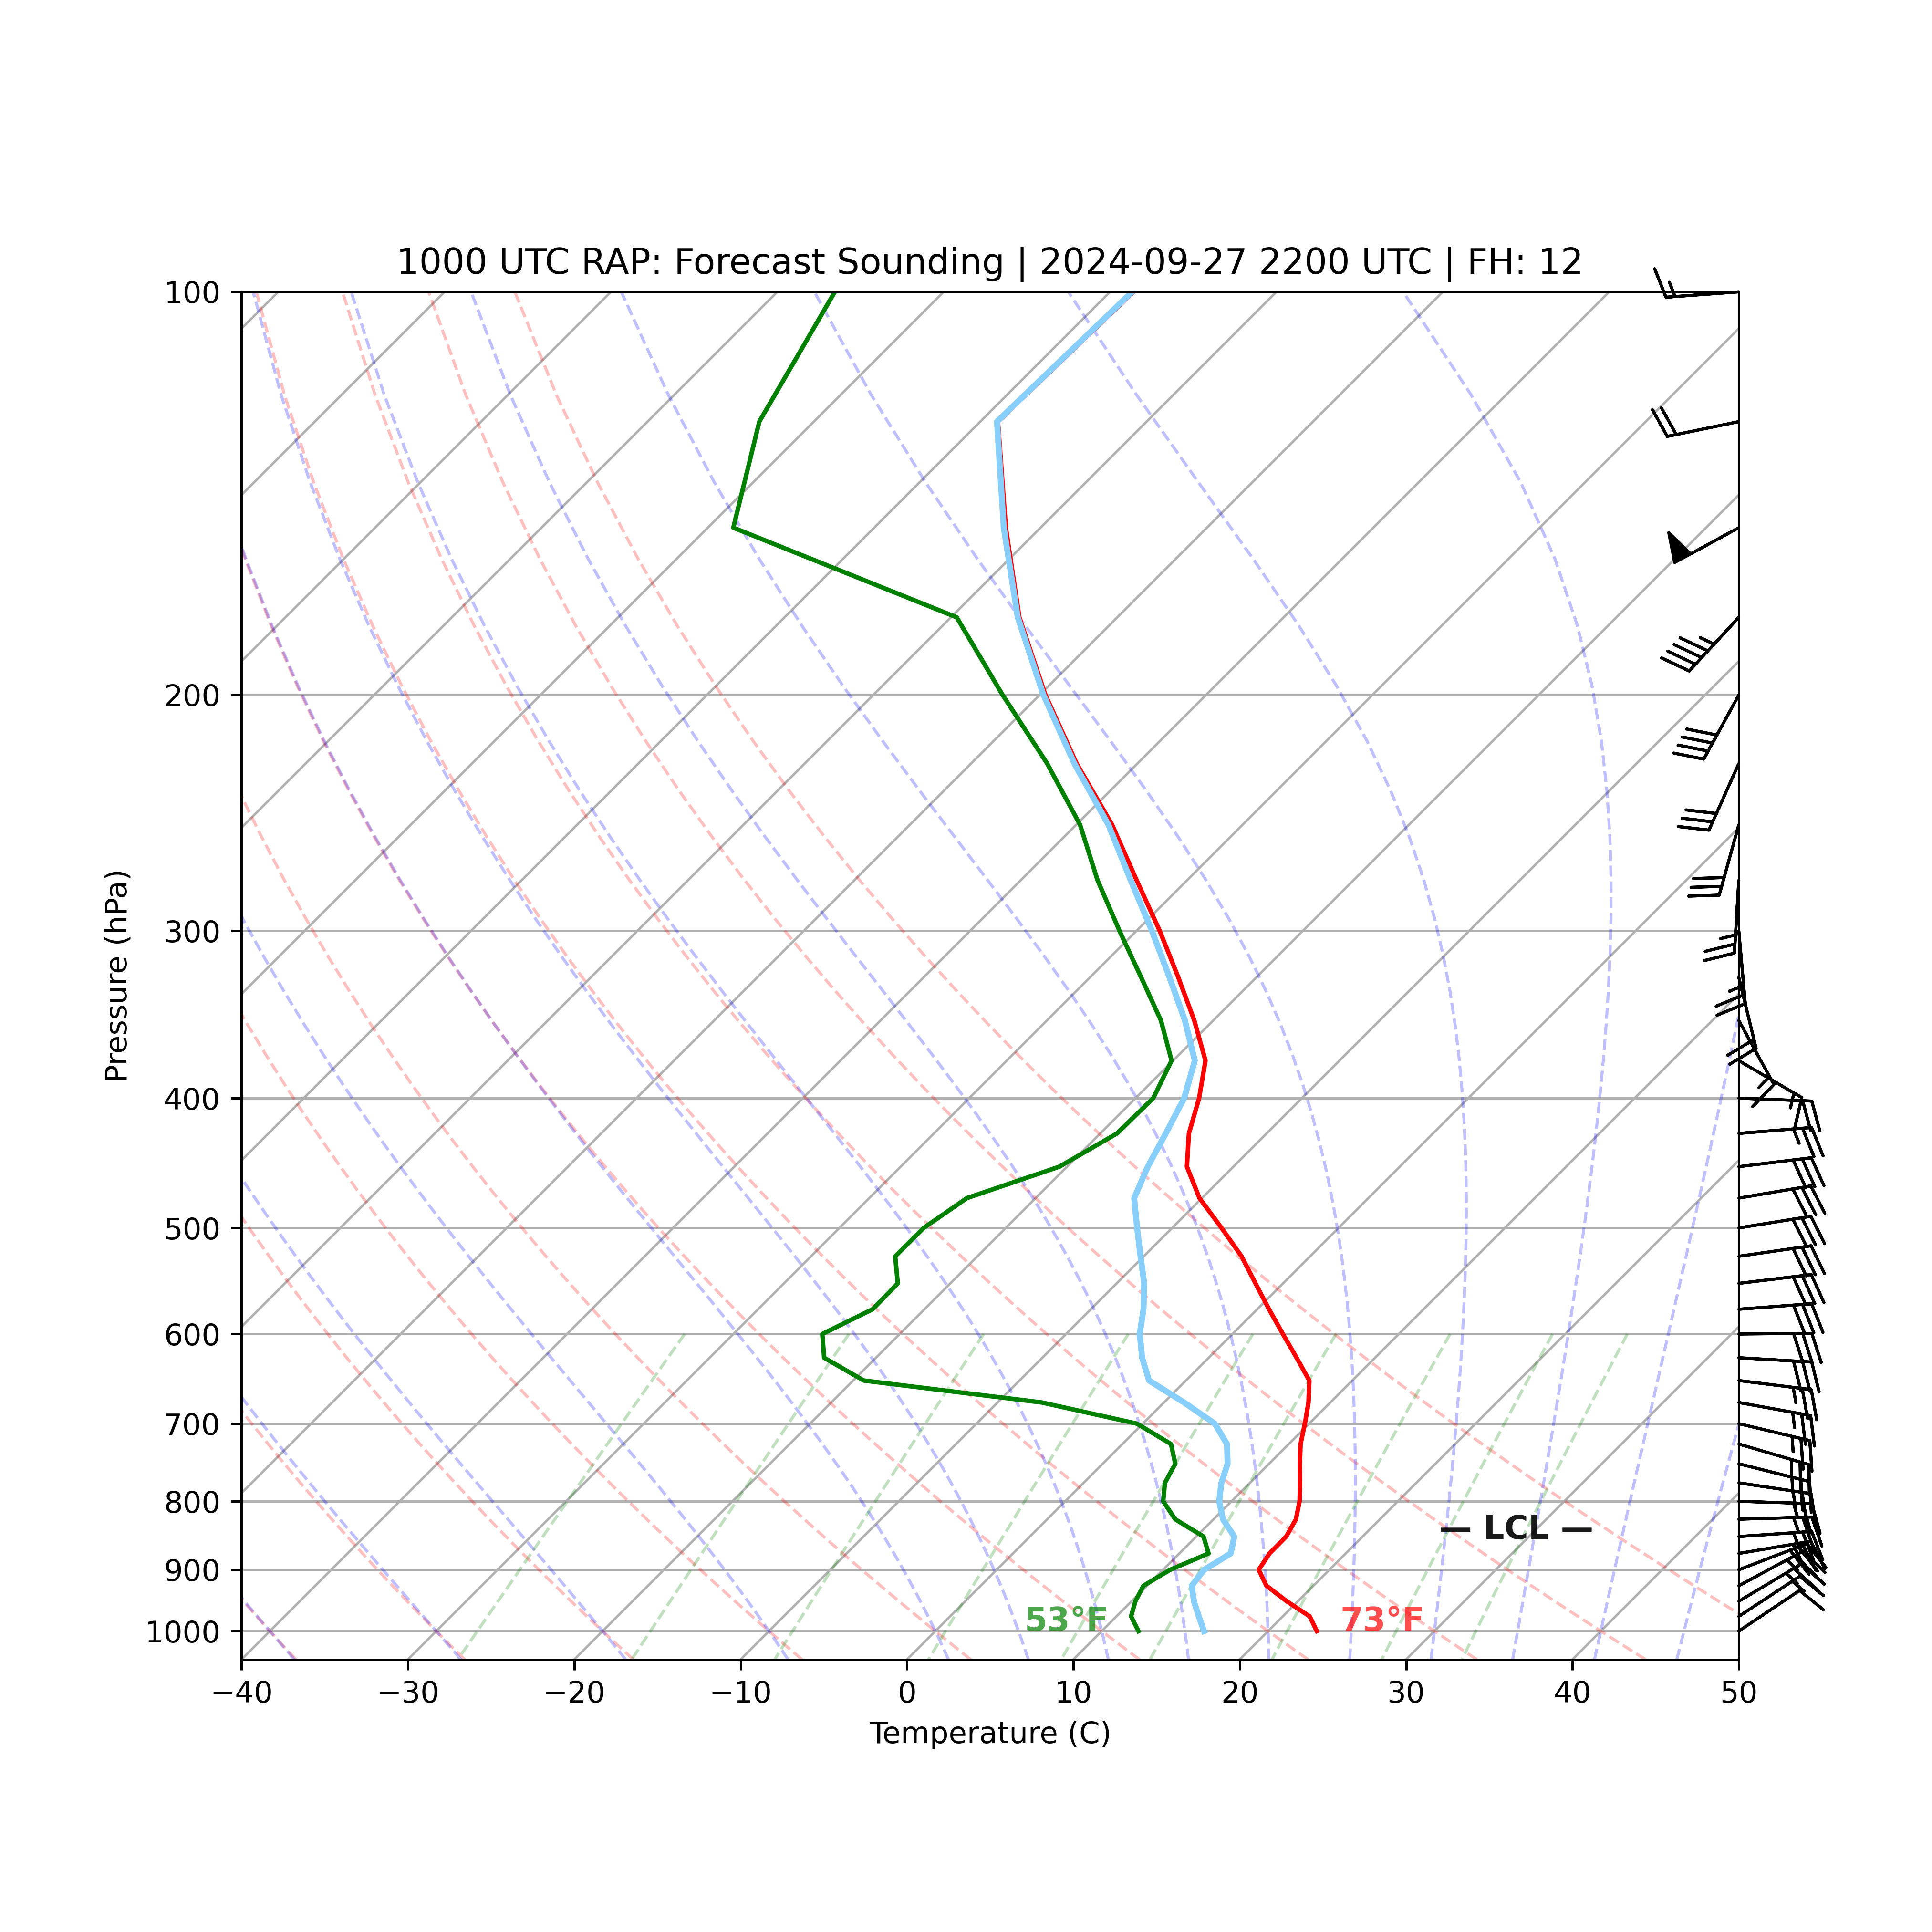 1000 UTC RAP: Forecast Sounding | 2024-09-27 2200 UTC | FH: 12
100
200
300
400
500
600
700
800
900
1000
Pressure (hPa)
— LCL —
53°F
73°F
−40 −30 −20 −10 0 10 20 30 40 50
Temperature (C)